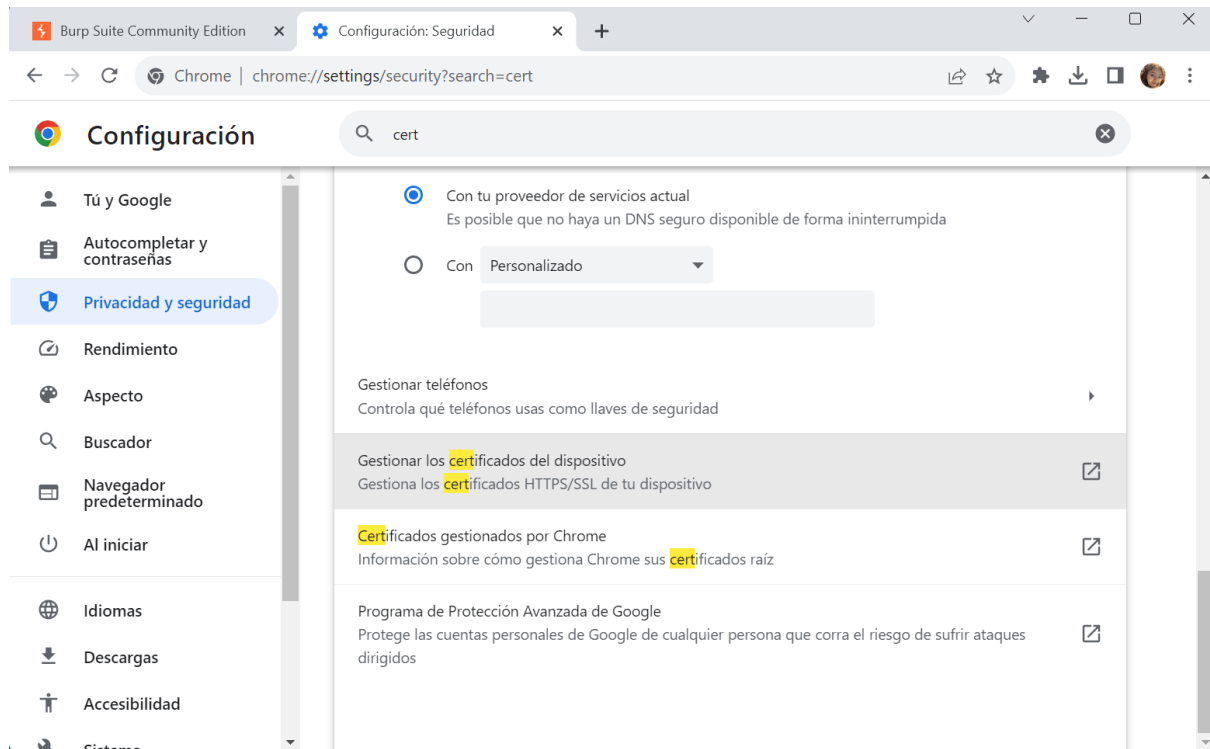 Burp Suite Community Edition
Configuración: Seguridad
Chrome | chrome://settings/security?search=cert
Configuración
cert
Tú y Google
Autocompletar y
contraseñas
Privacidad y seguridad
Rendimiento
Aspecto
Buscador
Navegador
predeterminado
Al iniciar
Idiomas
Descargas
Accesibilidad
Sistema
Con tu proveedor de servicios actual
Es posible que no haya un DNS seguro disponible de forma ininterrumpida
Con Personalizado
Gestionar teléfonos
Controla qué teléfonos usas como llaves de seguridad
Gestionar los certificados del dispositivo
Gestiona los certificados HTTPS/SSL de tu dispositivo
Certificados gestionados por Chrome
Información sobre cómo gestiona Chrome sus certificados raíz
Programa de Protección Avanzada de Google
Protege las cuentas personales de Google de cualquier persona que corra el riesgo de sufrir ataques
dirigidos